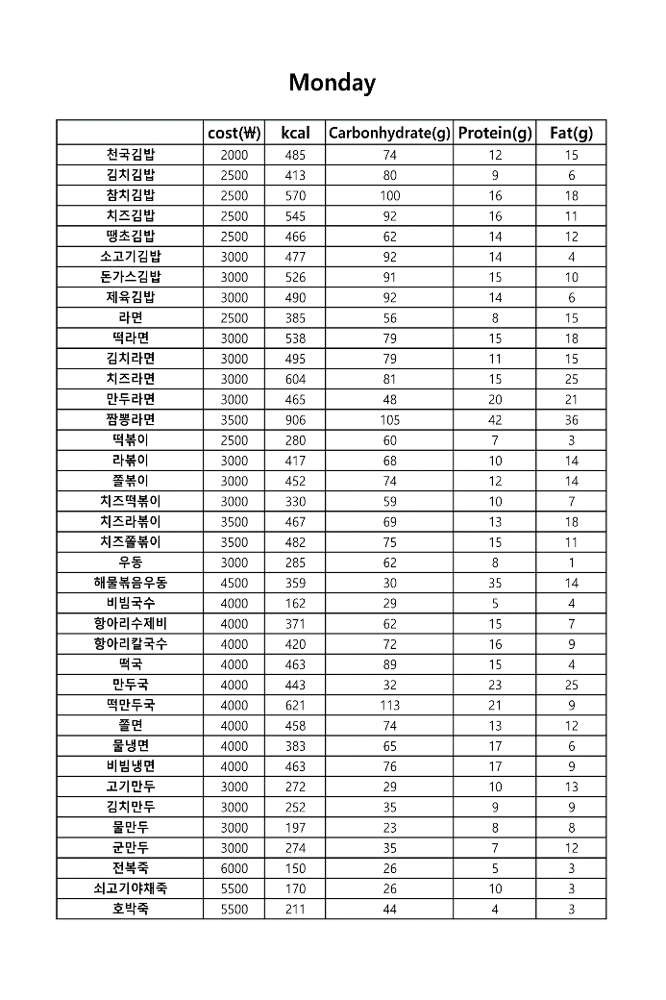 Monday
cost(₩) kcal Carbonhydrate(g) Protein(g) Fat(g)
천국김밥 2000 485 74 12 15
김치김밥 2500 413 80 9 6
참치김밥 2500 570 100 16 18
치즈김밥 2500 545 92 16 11
땡초김밥 2500 466 62 14 12
소고기김밥 3000 477 92 14 4
돈가스김밥 3000 526 91 15 10
제육김밥 3000 490 92 14 6
라면 2500 385 56 8 15
떡라면 3000 538 79 15 18
김치라면 3000 495 79 11 15
치즈라면 3000 604 81 15 25
만두라면 3000 465 48 20 21
짬뽕라면 3500 906 105 42 36
떡볶이 2500 280 60 7 3
라볶이 3000 417 68 10 14
쫄볶이 3000 452 74 12 14
치즈떡볶이 3000 330 59 10 7
치즈라볶이 3500 467 69 13 18
치즈쫄볶이 3500 482 75 15 11
우동 3000 285 62 8 1
해물볶음우동 4500 359 30 35 14
비빔국수 4000 162 29 5 4
항아리수제비 4000 371 62 15 7
항아리칼국수 4000 420 72 16 9
떡국 4000 463 89 15 4
만두국 4000 443 32 23 25
떡만두국 4000 621 113 21 9
쫄면 4000 458 74 13 12
물냉면 4000 383 65 17 6
비빔냉면 4000 463 76 17 9
고기만두 3000 272 29 10 13
김치만두 3000 252 35 9 9
물만두 3000 197 23 8 8
군만두 3000 274 35 7 12
전복죽 6000 150 26 5 3
쇠고기야채죽 5500 170 26 10 3
호박죽 5500 211 44 4 3